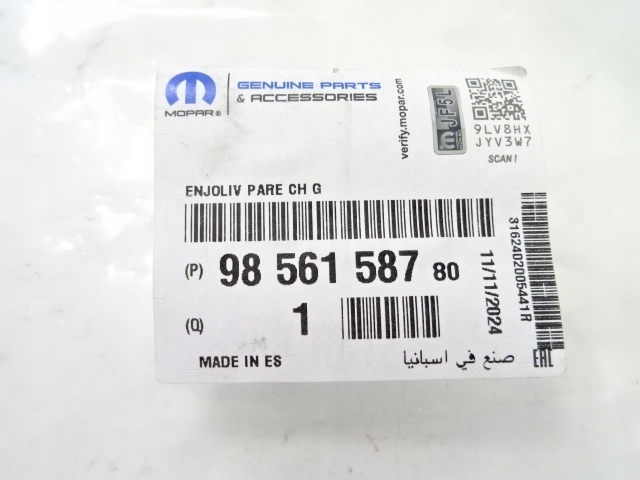 MOPAR®
GENUINE PARTS
& ACCESSORIES
verify.mopar.com
JF5L
9LV8HX
JYV3W7
SCAN!
ENJOLIV PARE CH G
(P) 98 561 587 80
(Q) 1
11/11/2024
3162402005441R
MADE IN ES
صنع في اسبانيا
EAC